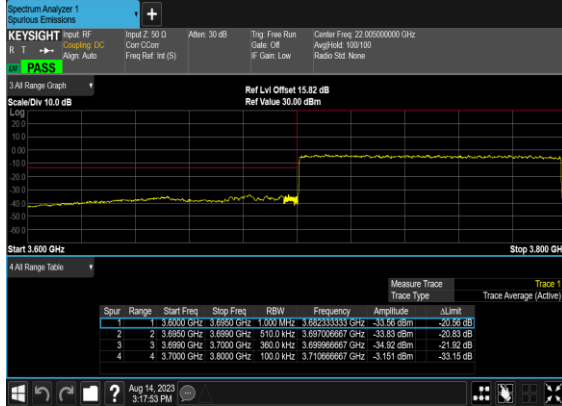 Spectrum Analyzer 1
Spurious Emissions
KEYSIGHT
R T
LXI
PASS
Input: RF
Coupling: DC
Align: Auto
Input Z: 50 Ω
Corr CCorr
Freq Ref: Int (S)
Atten: 30 dB
Trig: Free Run
Gate: Off
IF Gain: Low
Center Freq: 22.005000000 GHz
Avg|Hold: 100/100
Radio Std: None
3 All Range Graph
Scale/Div 10.0 dB
Ref Lvl Offset 15.82 dB
Ref Value 30.00 dBm
Log
20.0
10.0
0.00
-10.0
-20.0
-30.0
-40.0
-50.0
-60.0
Start 3.600 GHz
Stop 3.800 GH
4 All Range Table
Measure Trace Trace 1
Trace Type Trace Average (Active)
Spur Range Start Freq Stop Freq RBW Frequency Amplitude ΔLimit
1 1 3.6000 GHz 3.6950 GHz 1.000 MHz 3.682333333 GHz -33.56 dBm -20.56 dB
2 2 3.6950 GHz 3.6990 GHz 510.0 kHz 3.697006667 GHz -33.83 dBm -20.83 dB
3 3 3.6990 GHz 3.7000 GHz 360.0 kHz 3.699966667 GHz -34.92 dBm -21.92 dB
4 4 3.7000 GHz 3.8000 GHz 100.0 kHz 3.710666667 GHz -3.151 dBm -33.15 dB
?
Aug 14, 2023
3:17:53 PM